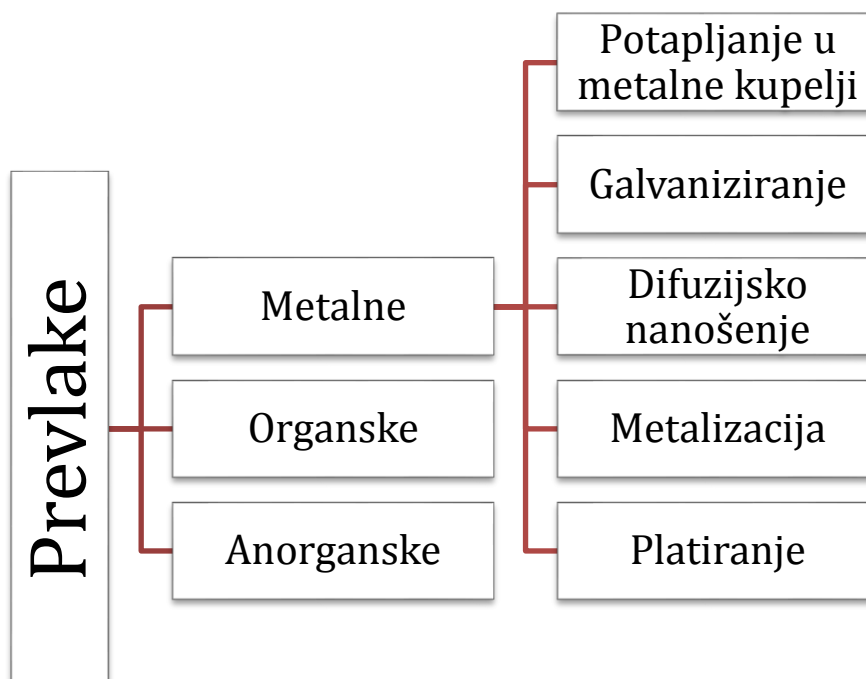 Prevlake
Metalne
Organske
Anorganske
Potapljanje u
metalne kupelji
Galvaniziranje
Difuzijsko
nanošenje
Metalizacija
Platiranje